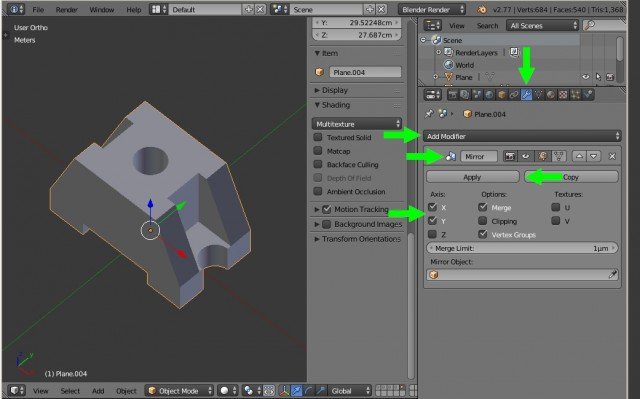 File
Render
Window
Help
Default
Scene
Blender Render
v2.77 | Verts:684 | Faces:540 | Tris:1,368
User Ortho
Meters
Y: 29.52248cm
Z: 27.687cm
Item
Plane.004
Display
Shading
Multitexture
Textured Solid
Matcap
Backface Culling
Depth Of Field
Ambient Occlusion
Motion Tracking
Background Images
Transform Orientations
View
Search
All Scenes
Scene
RenderLayers
World
Plane
Plane.004
Add Modifier
Mirror
Apply
Copy
Axis:
Options:
Textures:
X
Merge
U
Y
Clipping
V
Z
Vertex Groups
Merge Limit: 1µm
Mirror Object:
(1) Plane.004
View
Select
Add
Object
Object Mode
Global